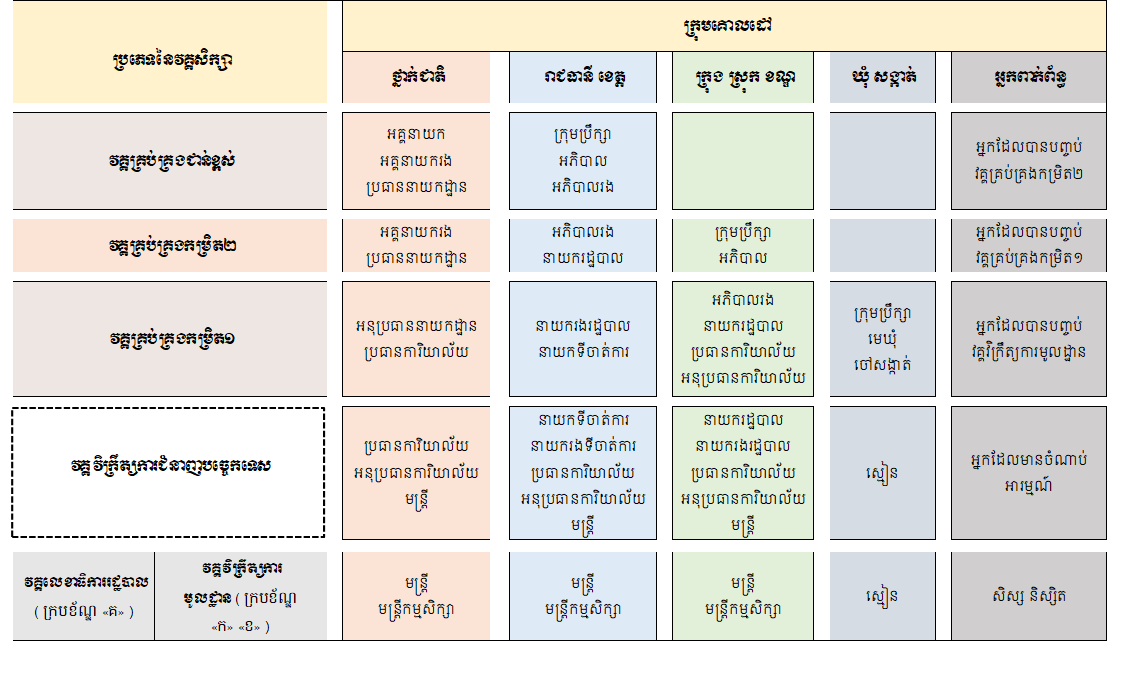 ក្រុមគោលដៅ
ប្រភេទនៃវគ្គសិក្សា
ថ្នាក់ជាតិ
រាជធានី ខេត្ត
ក្រុង ស្រុក ខណ្ឌ
ឃុំ សង្កាត់
អ្នកពាក់ព័ន្ធ
វគ្គគ្រប់គ្រងជាន់ខ្ពស់
អគ្គនាយក
អគ្គនាយករង
ប្រធាននាយកដ្ឋាន
ក្រុមប្រឹក្សា
អភិបាល
អភិបាលរង
អ្នកដែលបានបញ្ចប់
វគ្គគ្រប់គ្រងកម្រិត២
វគ្គគ្រប់គ្រងកម្រិត២
អគ្គនាយករង
ប្រធាននាយកដ្ឋាន
អភិបាលរង
នាយករដ្ឋបាល
ក្រុមប្រឹក្សា
អភិបាល
អ្នកដែលបានបញ្ចប់
វគ្គគ្រប់គ្រងកម្រិត១
វគ្គគ្រប់គ្រងកម្រិត១
អនុប្រធាននាយកដ្ឋាន
ប្រធានការិយាល័យ
នាយករងរដ្ឋបាល
នាយកទីចាត់ការ
អភិបាលរង
នាយករដ្ឋបាល
ប្រធានការិយាល័យ
អនុប្រធានការិយាល័យ
ក្រុមប្រឹក្សា
មេឃុំ
ចៅសង្កាត់
អ្នកដែលបានបញ្ចប់
វគ្គវិក្រឹត្យការមូលដ្ឋាន
វគ្គវិក្រឹត្យការជំនាញបច្ចេកទេស
ប្រធានការិយាល័យ
អនុប្រធានការិយាល័យ
មន្ត្រី
នាយកទីចាត់ការ
នាយករងទីចាត់ការ
ប្រធានការិយាល័យ
អនុប្រធានការិយាល័យ
មន្ត្រី
នាយករដ្ឋបាល
នាយករងរដ្ឋបាល
ប្រធានការិយាល័យ
អនុប្រធានការិយាល័យ
មន្ត្រី
ស្មៀន
អ្នកដែលមានចំណាប់
អារម្មណ៍
វគ្គលេខាធិការរដ្ឋបាល
( ក្របខ័ណ្ឌ «គ» )
វគ្គវិក្រឹត្យការ
មូលដ្ឋាន ( ក្របខ័ណ្ឌ
«ក» «ខ» )
មន្ត្រី
មន្ត្រីកម្មសិក្សា
មន្ត្រី
មន្ត្រីកម្មសិក្សា
មន្ត្រី
មន្ត្រីកម្មសិក្សា
ស្មៀន
សិស្ស និស្សិត